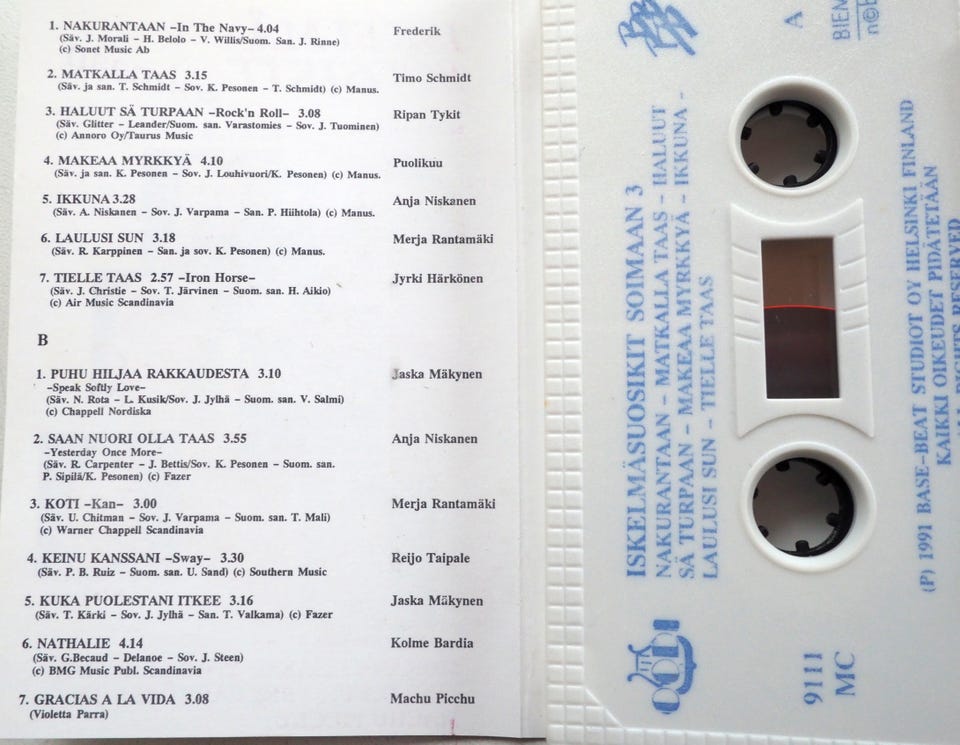 1. NAKURANTAAN -In The Navy- 4.04 Frederik
(Säv. J. Morali - H. Belolo - V. Willis/Suom. San. J. Rinne)
(c) Sonet Music Ab
2. MATKALLA TAAS 3.15 Timo Schmidt
(Säv. ja san. T. Schmidt - Sov. K. Pesonen - T. Schmidt) (c) Manus.
3. HALUUT SÄ TURPAAN -Rock'n Roll- 3.08 Ripan Tykit
(Säv. Glitter - Leander/Suom. san. Varastomies - Sov. J. Tuominen)
(c) Annoro Oy/Taurus Music
4. MAKEAA MYRKKYÄ 4.10 Puolikuu
(Säv. ja san. K. Pesonen - Sov. J. Louhivuori/K. Pesonen) (c) Manus.
5. IKKUNA 3.28 Anja Niskanen
(Säv. A. Niskanen - Sov. J. Varpama - San. P. Hiihtola) (c) Manus.
6. LAULUSI SUN 3.18 Merja Rantamäki
(Säv. R. Karppinen - San. ja sov. K. Pesonen) (c) Manus.
7. TIELLE TAAS 2.57 -Iron Horse- Jyrki Härkönen
(Säv. J. Christie - Sov. T. Järvinen - Suom. san. H. Aikio)
(c) Air Music Scandinavia
B
1. PUHU HILJAA RAKKAUDESTA 3.10 Jaska Mäkynen
-Speak Softly Love-
(Säv. N. Rota - L. Kusik/Sov. J. Jylhä - Suom. san. V. Salmi)
(c) Chappell Nordiska
2. SAAN NUORI OLLA TAAS 3.55 Anja Niskanen
-Yesterday Once More-
(Säv. R. Carpenter - J. Bettis/Sov. K. Pesonen - Suom. san.
P. Sipilä/K. Pesonen) (c) Fazer
3. KOTI -Kan- 3.00 Merja Rantamäki
(Säv. U. Chitman - Sov. J. Varpama - Suom. san. T. Mali)
(c) Warner Chappell Scandinavia
4. KEINU KANSSANI -Sway- 3.30 Reijo Taipale
(Säv. P. B. Ruiz - Suom. san. U. Sand) (c) Southern Music
5. KUKA PUOLESTANI ITKEE 3.16 Jaska Mäkynen
(Säv. T. Kärki - Sov. J. Jylhä - San. T. Valkama) (c) Fazer
6. NATHALIE 4.14 Kolme Bardia
(Säv. G.Becaud - Delanoe - Sov. J. Steen)
(c) BMG Music Publ. Scandinavia
7. GRACIAS A LA VIDA 3.08 Machu Picchu
(Violetta Parra)
A
BIEM
n©B
ISKELMÄSUOSIKIT SOIMAAN 3
NAKURANTAAN - MATKALLA TAAS - HALUUT
SÄ TURPAAN - MAKEAA MYRKKYÄ - IKKUNA -
LAULUSI SUN - TIELLE TAAS
(P) 1991 BASE-BEAT STUDIOT OY HELSINKI FINLAND
KAIKKI OIKEUDET PIDÄTETÄÄN
RIGHTS RESERVED
9111
MC